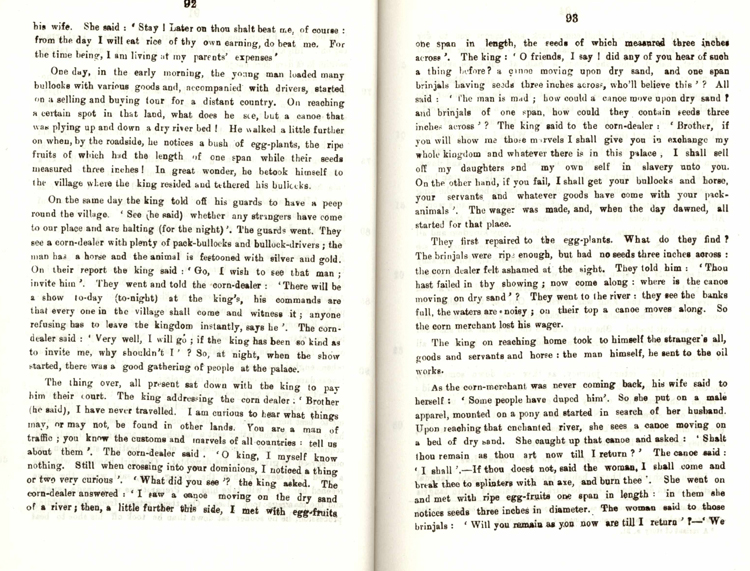 92
his wife. She said : ' Stay ! Later on thou shalt beat me, of course :
from the day I will eat rice of thy own earning, do beat me. For
the time being, I am living at my parents' expenses'
One day, in the early morning, the young man loaded many
bullocks with various goods and, accompanied with drivers, started
on a selling and buying tour for a distant country. On reaching
a certain spot in that land, what does he see, but a canoe that
was plying up and down a dry river bed ! He walked a little further
on when, by the roadside, he notices a bush of egg-plants, the ripe
fruits of which had the length of one span while their seeds
measured three inches ! In great wonder, he betook himself to
the village where the king resided and tethered his bullocks.
On the same day the king told off his guards to have a peep
round the village. ' See (he said) whether any strangers have come
to our place and are halting (for the night)'. The guards went. They
see a corn-dealer with plenty of pack-bullocks and bullock-drivers ; the
man has a horse and the animal is festooned with silver and gold.
On their report the king said : ' Go, I wish to see that man ;
invite him '. They went and told the corn-dealer : ' There will be
a show to-day (to-night) at the king's, his commands are
that every one in the village shall come and witness it ; anyone
refusing has to leave the kingdom instantly, says he '. The corn-
dealer said : ' Very well, I will go ; if the king has been so kind as
to invite me, why shouldn't I ' ? So, at night, when the show
started, there was a good gathering of people at the palace.
The thing over, all present sat down with the king to pay
him their court. The king addressing the corn dealer : ' Brother
(he said), I have never travelled. I am curious to hear what things
may, or may not, be found in other lands. You are a man of
traffic ; you know the customs and marvels of all countries : tell us
about them '. The corn-dealer said . ' O king, I myself know
nothing. Still when crossing into your dominions, I noticed a thing
or two very curious '. ' What did you see '? the king asked. The
corn-dealer answered : ' I saw a canoe moving on the dry sand
of a river ; then, a little further this side, I met with egg-fruits
93
one span in length, the seeds of which measured three inches
across '. The king : ' O friends, I say ! did any of you hear of such
a thing before ? a canoe moving upon dry sand, and one span
brinjals having seeds three inches across, who'll believe this ' ? All
said : ' The man is mad ; how could a canoe move upon dry sand ?
and brinjals of one span, how could they contain seeds three
inches across ' ? The king said to the corn-dealer : ' Brother, if
you will show me those marvels I shall give you in exchange my
whole kingdom and whatever there is in this palace , I shall sell
off my daughters and my own self in slavery unto you.
On the other hand, if you fail, I shall get your bullocks and horse,
your servants and whatever goods have come with your pack-
animals '. The wager was made, and, when the day dawned, all
started for that place.
They first repaired to the egg-plants. What do they find ?
The brinjals were ripe enough, but had no seeds three inches across :
the corn dealer felt ashamed at the sight. They told him : ' Thou
hast failed in thy showing ; now come along : where is the canoe
moving on dry sand' ? They went to the river : they see the banks
full, the waters are noisy ; on their top a canoe moves along. So
the corn merchant lost his wager.
The king on reaching home took to himself the stranger's all,
goods and servants and horse : the man himself, he sent to the oil
works.
As the corn-merchant was never coming back, his wife said to
herself : ' Some people have duped him'. So she put on a male
apparel, mounted on a pony and started in search of her husband.
Upon reaching that enchanted river, she sees a canoe moving on
a bed of dry sand. She caught up that canoe and asked : ' Shalt
thou remain as thou art now till I return ? ' The canoe said :
' I shall '.—If thou doest not, said the woman, I shall come and
break thee to splinters with an axe, and burn thee '. She went on
and met with ripe egg-fruits one span in length : in them she
notices seeds three inches in diameter. The woman said to those
brinjals : ' Will you remain as you now are till I return ' ?—' We